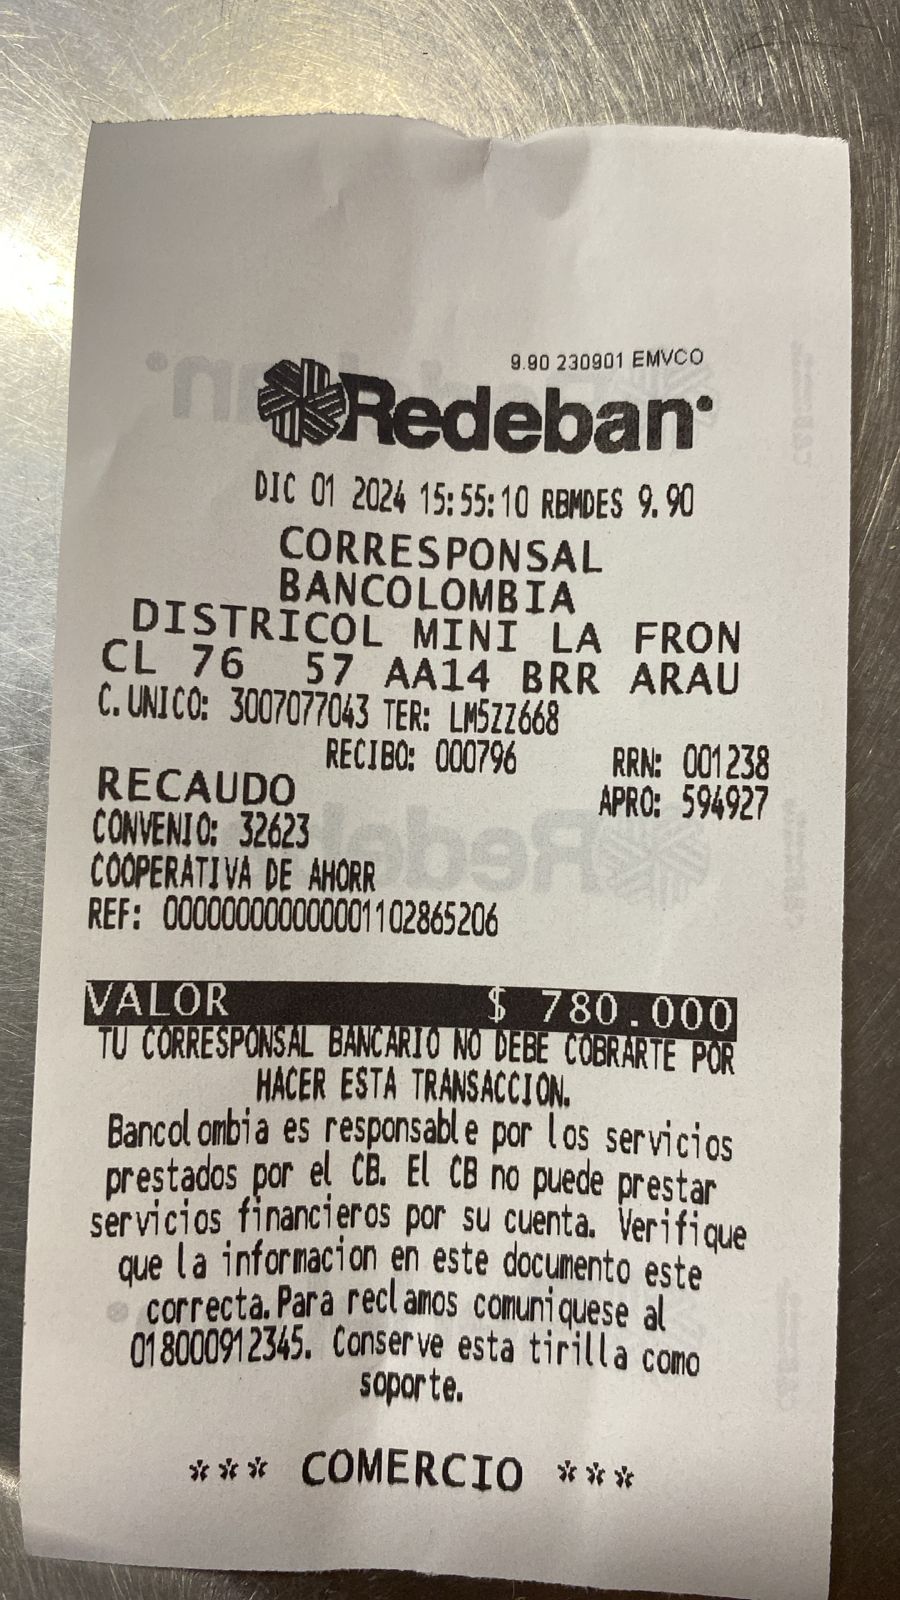 9.90 230901 EMVCO
Redeban
DIC 01 2024 15:55:10 RBMDES 9.90
CORRESPONSAL
BANCOLOMBIA
DISTRICOL MINI LA FRON
CL 76 57 AA14 BRR ARAU
C.UNICO: 3007077043 TER: LM5ZZ668
RECIBO: 000796 RRN: 001238
RECAUDO APRO: 594927
CONVENIO: 32623
COOPERATIVA DE AHORR
REF: 00000000000001102865206
VALOR $ 780.000
TU CORRESPONSAL BANCARIO NO DEBE COBRARTE POR
HACER ESTA TRANSACCION.
Bancolombia es responsable por los servicios
prestados por el CB. El CB no puede prestar
servicios financieros por su cuenta. Verifique
que la informacion en este documento este
correcta.Para reclamos comuniquese al
018000912345. Conserve esta tirilla como
soporte.
*** COMERCIO ***